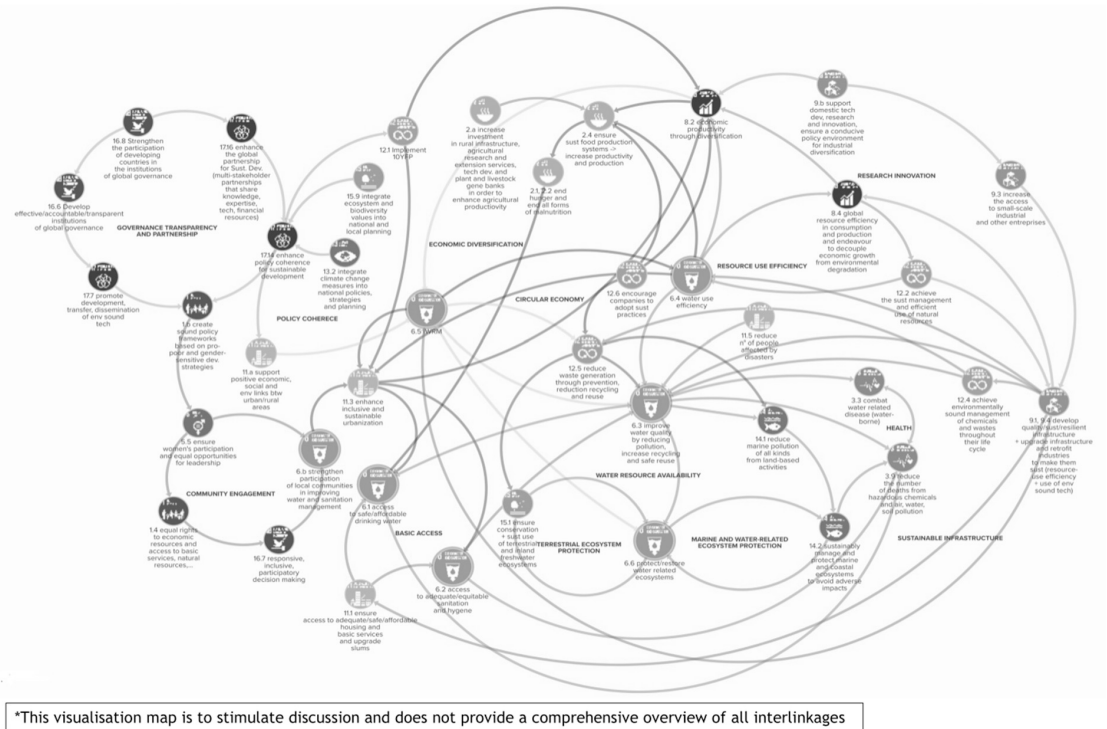 9.b support
domestic tech
dev, research
and innovation,
ensure a conducive
policy environment
for industrial
diversification
2.a increase
investment
in rural infrastructure,
agricultural
research and
extension services,
tech dev. and
plant and livestock
gene banks
in order to
enhance agricultural
productivity
8.2 economic
productivity
through diversification
2.4 ensure
sust food production
systems ->
increase productivity
and production
16.8 Strengthen
the participation
of developing
countries in
the institutions
of global governance
17.16 enhance
the global
partnership
for Sust. Dev.
(multi-stakeholder
partnerships
that share
knowledge,
expertise,
tech, financial
resources)
12.1 Implement
10YFP
RESEARCH INNOVATION
2.1, 2.2 end
hunger and
end all forms
of malnutrition
9.3 increase
the access
to small-scale
industrial
and other entreprises
15.9 integrate
ecosystem and
biodiversity
values into
national and
local planning
16.6 Develop
effective/accountable/transparent
institutions
of global governance
8.4 global
resource efficiency
in consumption
and production
and endeavour
to decouple
economic growth
from environmental
degradation
GOVERNANCE TRANSPARENCY
AND PARTNERSHIP
ECONOMIC DIVERSIFICATION
17.14 enhance
policy coherence
for sustainable
development
13.2 integrate
climate change
measures into
national policies,
strategies
and planning
RESOURCE USE EFFICIENCY
12.6 encourage
companies to
adopt sust
practices
6.4 water use
efficiency
12.2 achieve
the sust management
and efficient
use of natural
resources
17.7 promote
development,
transfer, dissemination
of env sound
tech
CIRCULAR ECONOMY
POLICY COHERECE
6.5 IWRM
1.b create
sound policy
frameworks
based on pro-
poor and gender-
sensitive dev.
strategies
11.5 reduce
n° of people
affected by
disasters
11.a support
positive economic,
social and
env links btw
urban/rural
areas
12.5 reduce
waste generation
through prevention,
reduction recycling
and reuse
11.3 enhance
inclusive and
sustainable
urbanization
3.3 combat
water related
disease (water-
borne)
12.4 achieve
environmentally
sound management
of chemicals
and wastes
throughout
their life
cycle
9.1, 9.4 develop
quality/sust/resilient
infrastructure
+ upgrade infrastructure
and retrofit
industries
to make them
sust (resource-
use efficiency
+ use of env
sound tech)
6.3 improve
water quality
by reducing
pollution,
increase recycling
and safe reuse
HEALTH
14.1 reduce
marine pollution
of all kinds
from land-based
activities
5.5 ensure
women's participation
and equal opportunities
for leadership
6.b strengthen
participation
of local communities
in improving
water and sanitation
management
WATER RESOURCE AVAILABILITY
3.9 reduce
the number
of deaths from
hazardous chemicals
and air, water,
soil pollution
COMMUNITY ENGAGEMENT
6.1 access
to safe/affordable
drinking water
1.4 equal rights
to economic
resources and
access to basic
services, natural
resources,...
BASIC ACCESS
15.1 ensure
conservation
+ sust use
of terrestrial
and inland
freshwater
ecosystems
TERRESTRIAL ECOSYSTEM
PROTECTION
MARINE AND WATER-RELATED
ECOSYSTEM PROTECTION
SUSTAINABLE INFRASTRUCTURE
16.7 responsive,
inclusive,
participatory
decision making
14.2 sustainably
manage and
protect marine
and coastal
ecosystems
to avoid adverse
impacts
6.6 protect/restore
water related
ecosystems
6.2 access
to adequate/equitable
sanitation
and hygene
11.1 ensure
access to adequate/safe/affordable
housing and
basic services
and upgrade
slums
*This visualisation map is to stimulate discussion and does not provide a comprehensive overview of all interlinkages